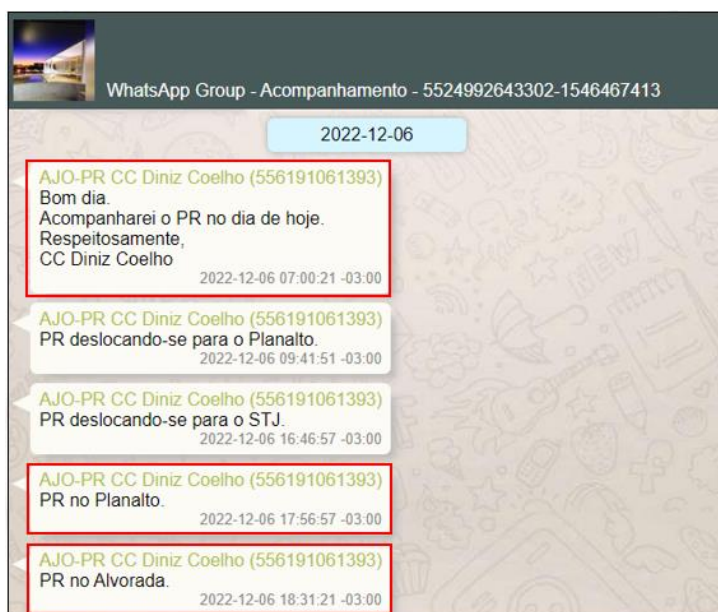 WhatsApp Group - Acompanhamento - 5524992643302-1546467413
2022-12-06
AJO-PR CC Diniz Coelho (556191061393)
Bom dia.
Acompanharei o PR no dia de hoje.
Respeitosamente,
CC Diniz Coelho
2022-12-06 07:00:21 -03:00
AJO-PR CC Diniz Coelho (556191061393)
PR deslocando-se para o Planalto.
2022-12-06 09:41:51 -03:00
AJO-PR CC Diniz Coelho (556191061393)
PR deslocando-se para o STJ.
2022-12-06 16:46:57 -03:00
AJO-PR CC Diniz Coelho (556191061393)
PR no Planalto.
2022-12-06 17:56:57 -03:00
AJO-PR CC Diniz Coelho (556191061393)
PR no Alvorada.
2022-12-06 18:31:21 -03:00